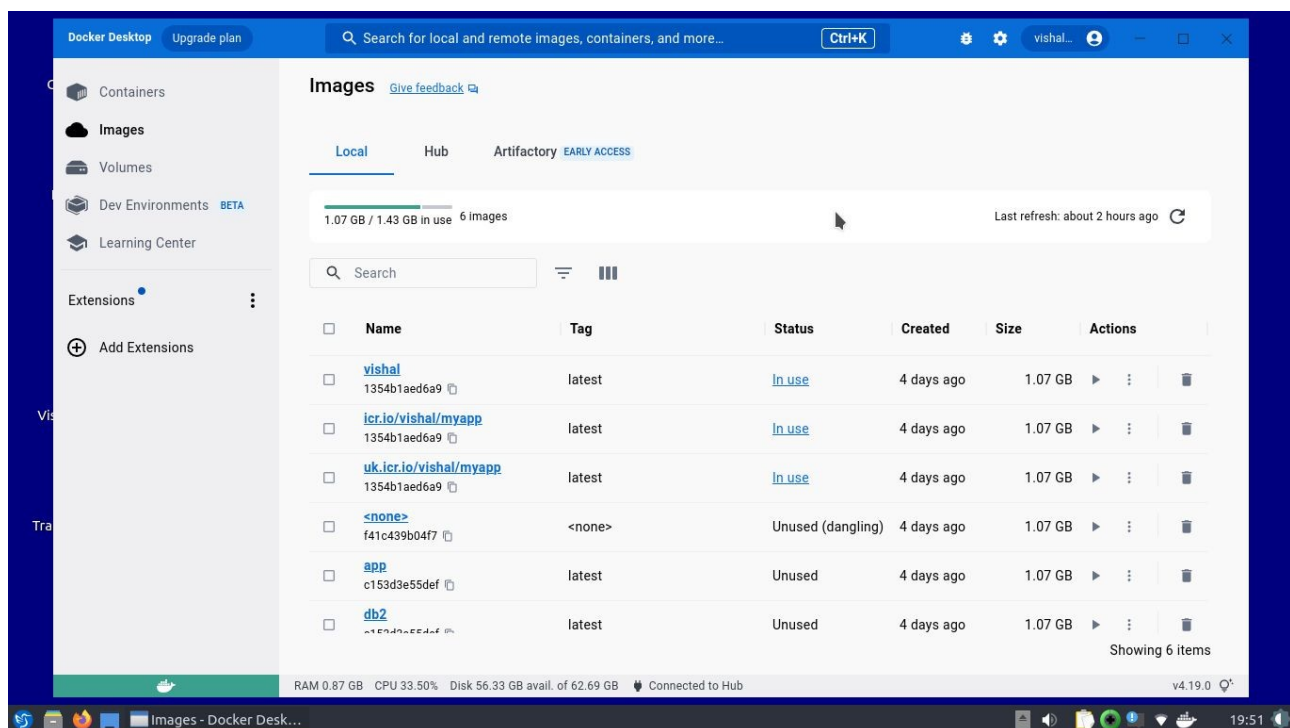 Docker Desktop Upgrade plan Search for local and remote images, containers, and more... Ctrl+K vishal...
Containers
Images
Volumes
Dev Environments BETA
Learning Center
Extensions
Add Extensions
Images Give feedback
Local Hub Artifactory EARLY ACCESS
1.07 GB / 1.43 GB in use 6 images Last refresh: about 2 hours ago
Search
Name Tag Status Created Size Actions
vishal
1354b1aed6a9
latest In use 4 days ago 1.07 GB
icr.io/vishal/myapp
1354b1aed6a9
latest In use 4 days ago 1.07 GB
uk.icr.io/vishal/myapp
1354b1aed6a9
latest In use 4 days ago 1.07 GB
<none>
f41c439b04f7
<none> Unused (dangling) 4 days ago 1.07 GB
app
c153d3e55def
latest Unused 4 days ago 1.07 GB
db2
latest Unused 4 days ago 1.07 GB
Showing 6 items
RAM 0.87 GB CPU 33.50% Disk 56.33 GB avail. of 62.69 GB Connected to Hub v4.19.0
Vis
Tra
Images - Docker Desk... 19:51